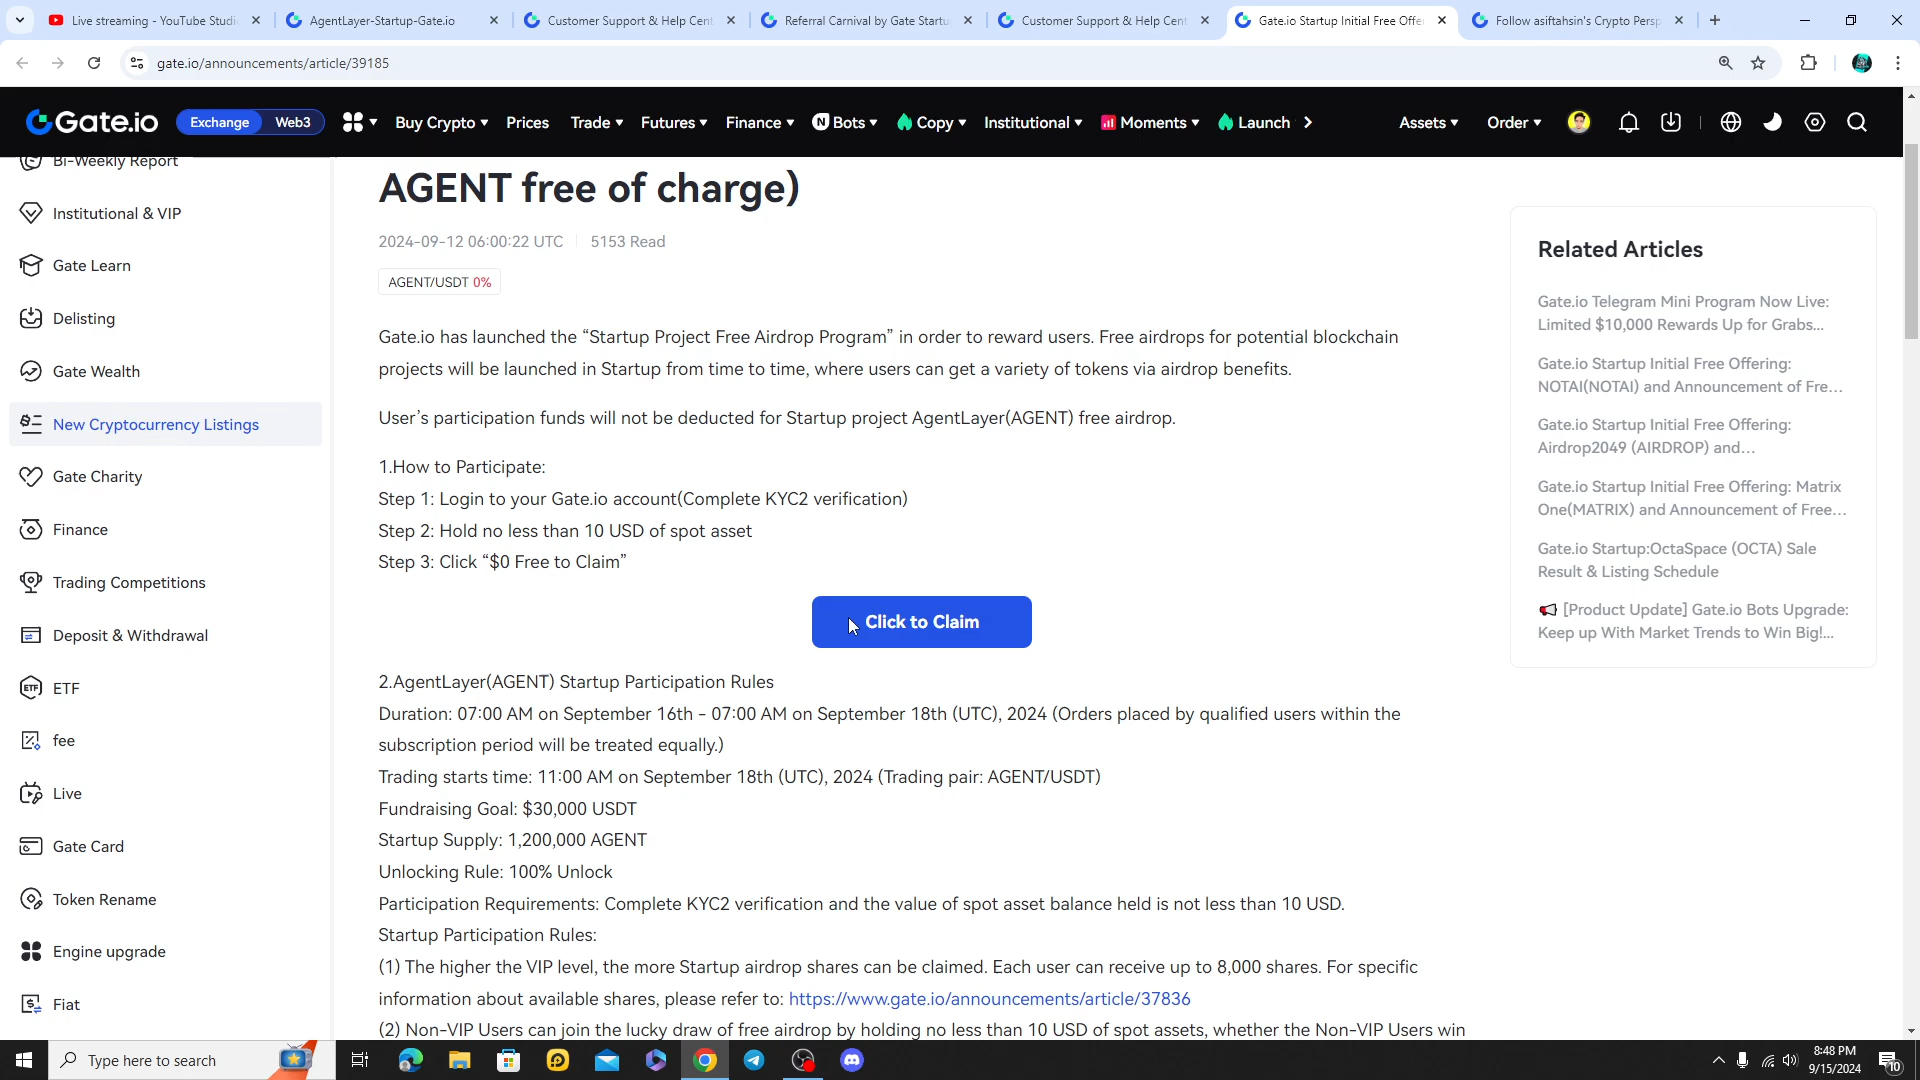 Live streaming - YouTube Studi
AgentLayer-Startup-Gate.io
Customer Support & Help Cent
Referral Carnival by Gate Startu
Customer Support & Help Cent
Gate.io Startup Initial Free Offe
Follow asiftahsin's Crypto Persp
gate.io/announcements/article/39185
Gate.io
Exchange
Web3
Buy Crypto
Prices
Trade
Futures
Finance
Bots
Copy
Institutional
Moments
Launch
Assets
Order
Bi-Weekly Report
Institutional & VIP
Gate Learn
Delisting
Gate Wealth
New Cryptocurrency Listings
Gate Charity
Finance
Trading Competitions
Deposit & Withdrawal
ETF
ETF
fee
Live
Gate Card
Token Rename
Engine upgrade
Fiat
AGENT free of charge)
2024-09-12 06:00:22 UTC
5153 Read
AGENT/USDT 0%
Gate.io has launched the “Startup Project Free Airdrop Program” in order to reward users. Free airdrops for potential blockchain
projects will be launched in Startup from time to time, where users can get a variety of tokens via airdrop benefits.
User’s participation funds will not be deducted for Startup project AgentLayer(AGENT) free airdrop.
1.How to Participate:
Step 1: Login to your Gate.io account(Complete KYC2 verification)
Step 2: Hold no less than 10 USD of spot asset
Step 3: Click “$0 Free to Claim”
Click to Claim
2.AgentLayer(AGENT) Startup Participation Rules
Duration: 07:00 AM on September 16th - 07:00 AM on September 18th (UTC), 2024 (Orders placed by qualified users within the
subscription period will be treated equally.)
Trading starts time: 11:00 AM on September 18th (UTC), 2024 (Trading pair: AGENT/USDT)
Fundraising Goal: $30,000 USDT
Startup Supply: 1,200,000 AGENT
Unlocking Rule: 100% Unlock
Participation Requirements: Complete KYC2 verification and the value of spot asset balance held is not less than 10 USD.
Startup Participation Rules:
(1) The higher the VIP level, the more Startup airdrop shares can be claimed. Each user can receive up to 8,000 shares. For specific
information about available shares, please refer to: https://www.gate.io/announcements/article/37836
(2) Non-VIP Users can join the lucky draw of free airdrop by holding no less than 10 USD of spot assets, whether the Non-VIP Users win
Related Articles
Gate.io Telegram Mini Program Now Live:
Limited $10,000 Rewards Up for Grabs...
Gate.io Startup Initial Free Offering:
NOTAI(NOTAI) and Announcement of Fre...
Gate.io Startup Initial Free Offering:
Airdrop2049 (AIRDROP) and...
Gate.io Startup Initial Free Offering: Matrix
One(MATRIX) and Announcement of Free...
Gate.io Startup:OctaSpace (OCTA) Sale
Result & Listing Schedule
[Product Update] Gate.io Bots Upgrade:
Keep up With Market Trends to Win Big!...
Type here to search
8:48 PM
9/15/2024
10